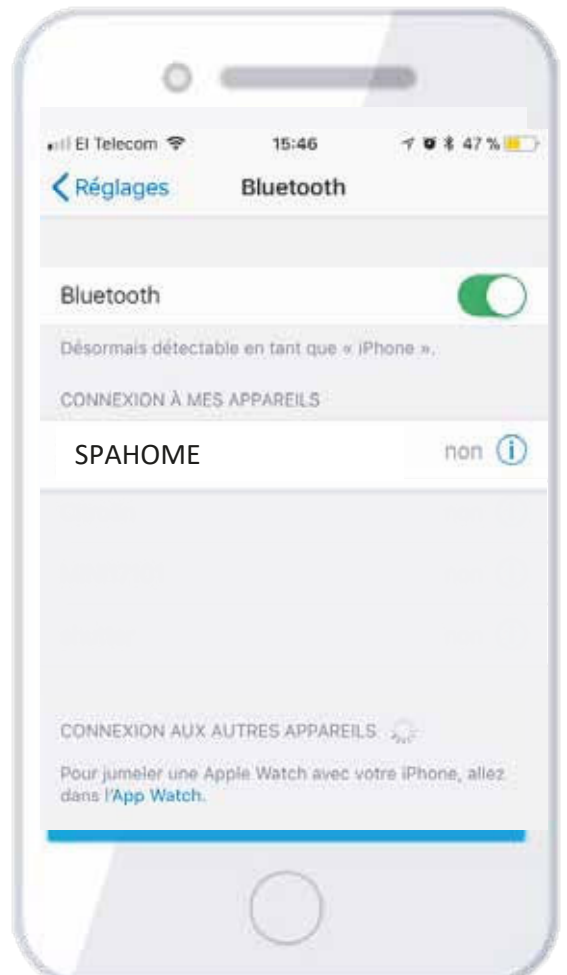 El Telecom 15:46 47 %
Réglages Bluetooth
Bluetooth
Désormais détectable en tant que « iPhone ».
CONNEXION À MES APPAREILS
SPAHOME non
CONNEXION AUX AUTRES APPAREILS
Pour jumeler une Apple Watch avec votre iPhone, allez
dans l'App Watch.